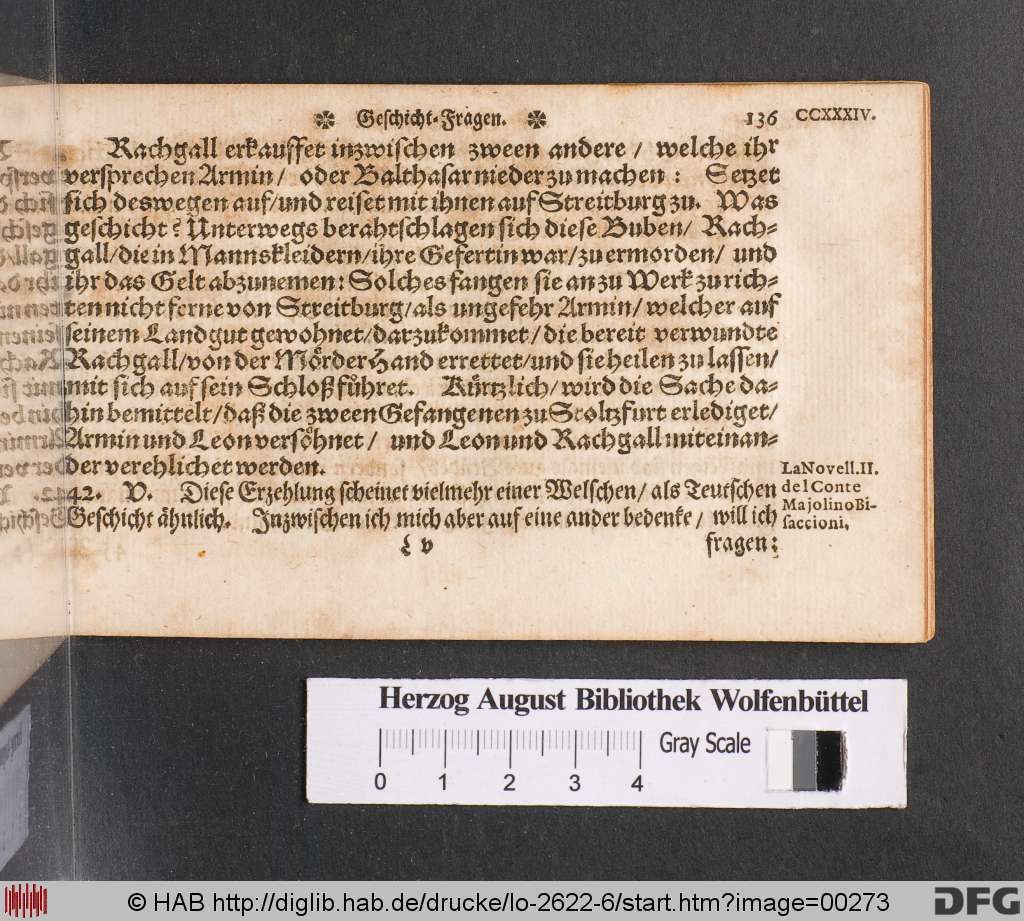 ✼ Geschicht-Fragen. ✼ 136 CCXXXIV.
Rachgall erkauffet inzwischen zween andere / welche ihr
versprechen Armin / oder Balthasar nieder zu machen : Setzet
sich deswegen auf / und reiset mit ihnen auf Streitburg zu. Was
geschicht? Unterwegs berahtschlagen sich diese Buben / Rach-
gall / die in Mannskleidern / ihre Gefertin war / zu ermorden / und
ihr das Gelt abzunemen: Solches fangen sie an zu Werk zu rich-
ten nicht ferne von Streitburg / als ungefehr Armin / welcher auf
seinem Landgut gewohnet / darzukommet / die bereit verwundte
Rachgall / von der Mörder Hand errettet / und sie heilen zu lassen /
mit sich auf sein Schloß führet. Kürtzlich / wird die Sache da-
hin bemittelt / daß die zween Gefangenen zu Stoltzfurt erlediget /
Armin und Leon versöhnet / und Leon und Rachgall miteinan-
der verehlichet werden.
42. V. Diese Erzehlung scheinet vielmehr einer Welschen / als Teutschen
Geschicht ähnlich. Inzwischen ich mich aber auf eine ander bedenke / will ich
La Novell. II.
del Conte
Majolino Bi-
saccioni,
L v fragen:
Herzog August Bibliothek Wolfenbüttel
0 1 2 3 4 Gray Scale
© HAB http://diglib.hab.de/drucke/lo-2622-6/start.htm?image=00273
DFG